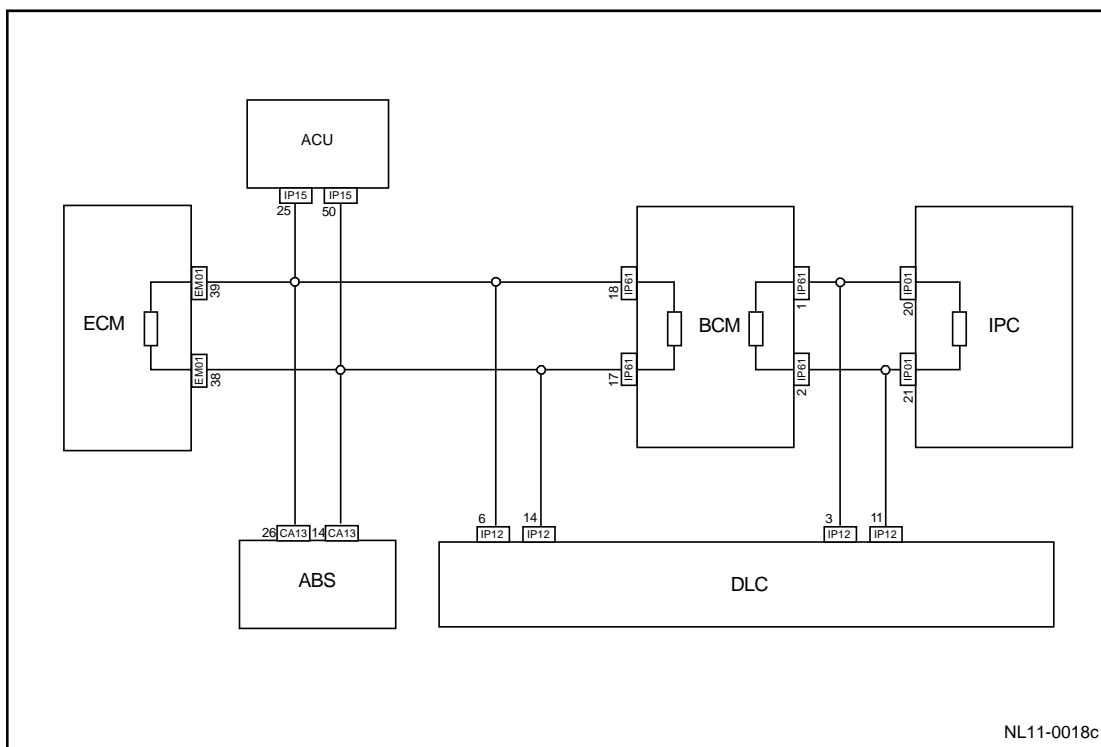 ACU
IP15
IP15
25
50
ECM
EM01
39
EM01
38
18
IP61
17
IP61
BCM
IP61
1
IP61
2
IP01
20
IP01
21
IPC
26
CA13
14
CA13
ABS
6
IP12
14
IP12
3
IP12
11
IP12
DLC
NL11-0018c